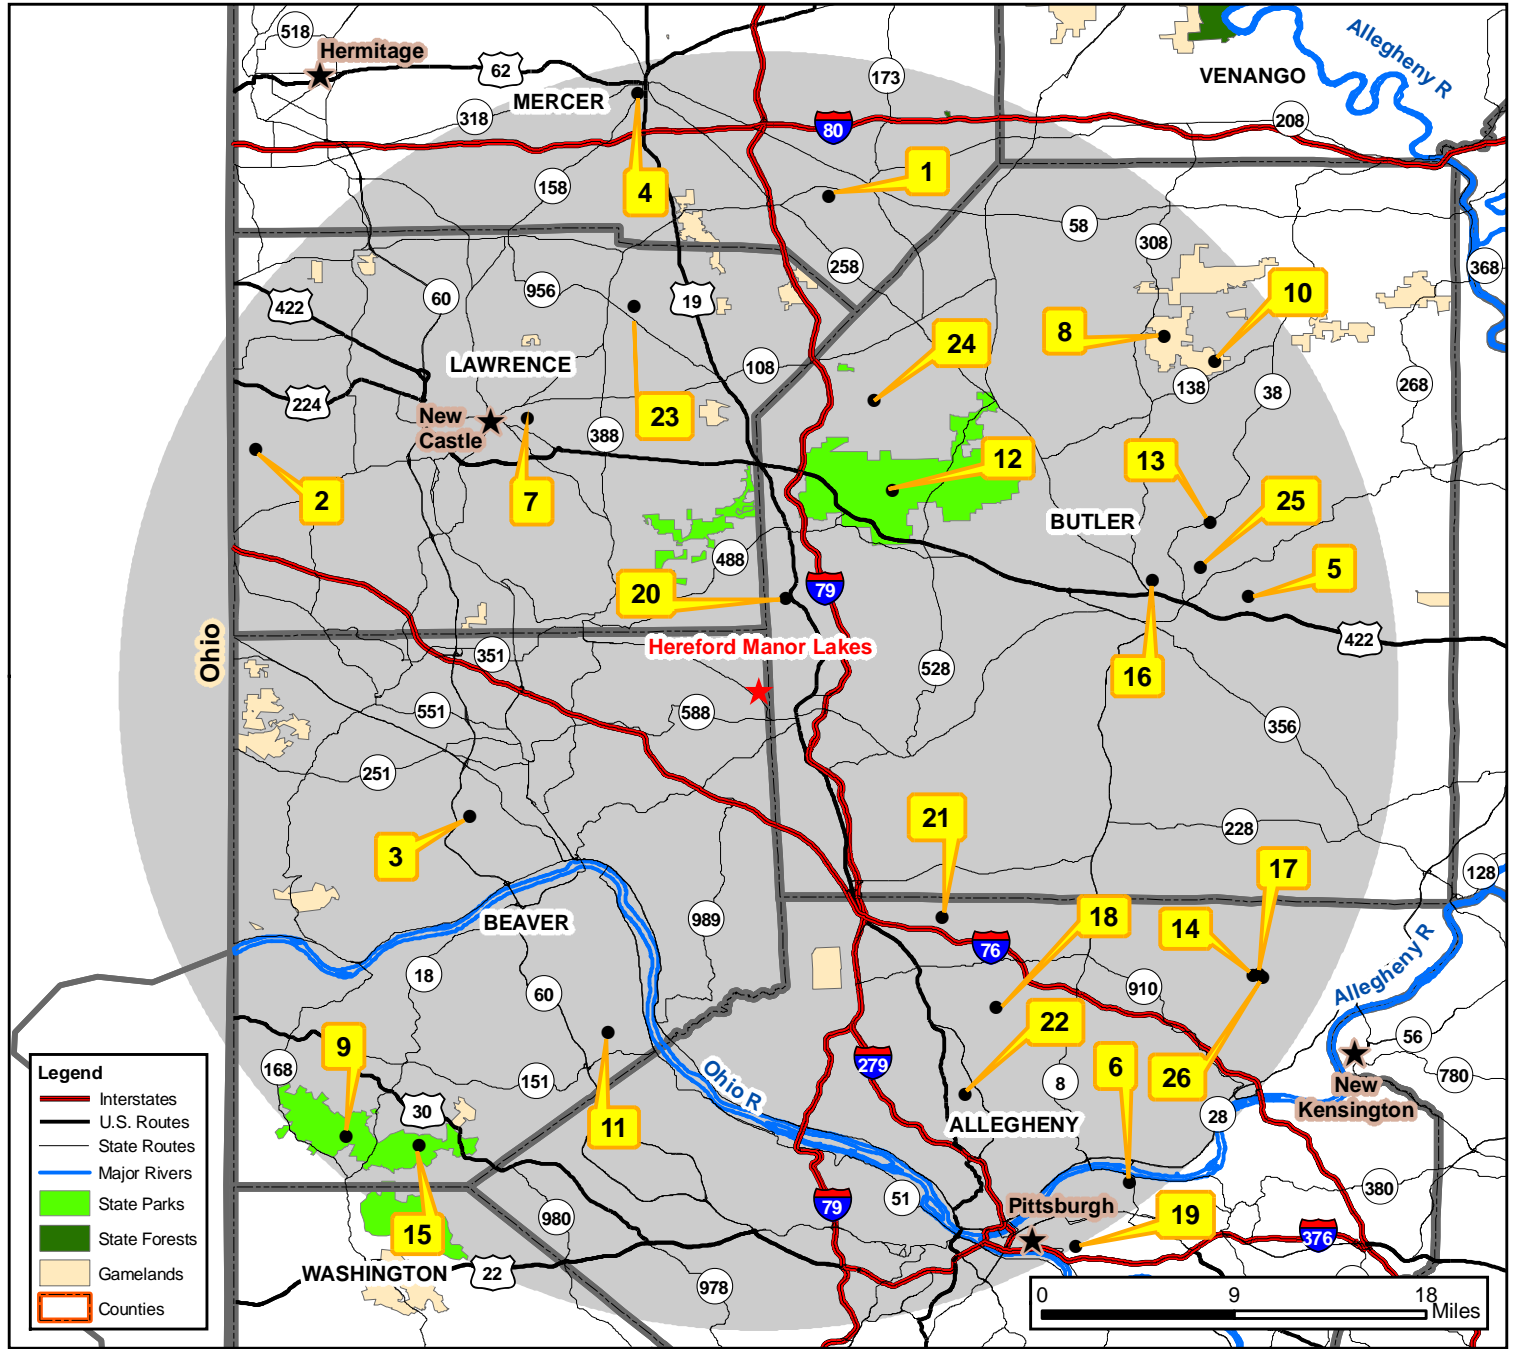 518
Hermitage
62
MERCER
318
173
VENANGO
Allegheny R
80
208
4
1
158
58
308
258
368
422
60
956
19
10
8
24
LAWRENCE
108
138
38
268
224
New
Castle
388
23
2
7
12
13
25
BUTLER
488
20
79
5
Ohio
Hereford Manor Lakes
351
528
16
422
551
588
356
251
3
21
228
17
128
BEAVER
989
18
14
76
Allegheny R
18
60
910
22
9
168
279
6
26
56
780
New
Kensington
151
30
Ohio R
8
28
11
ALLEGHENY
15
980
79
51
Pittsburgh
19
380
376
WASHINGTON
22
978
Legend
Interstates
U.S. Routes
State Routes
Major Rivers
State Parks
State Forests
Gamelands
Counties
0 9 18
Miles